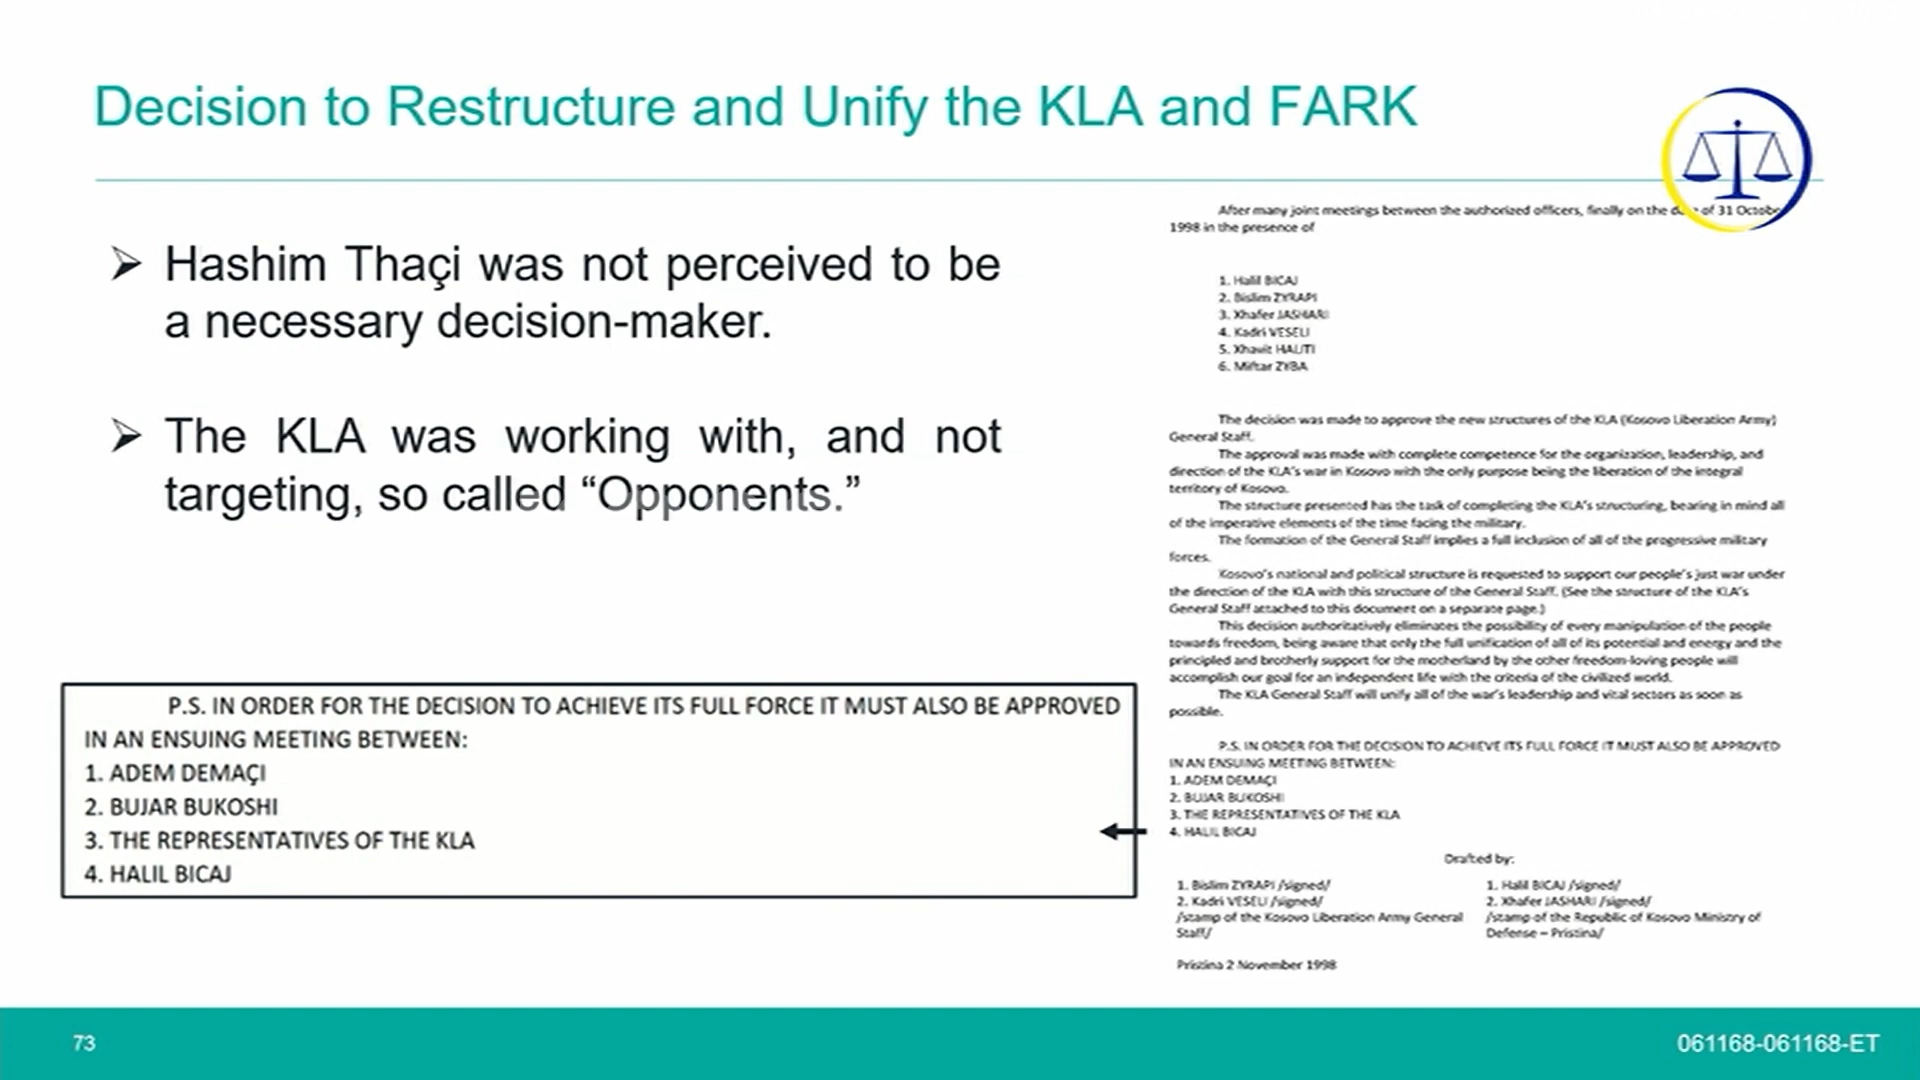 Decision to Restructure and Unify the KLA and FARK
➢ Hashim Thaçi was not perceived to be
a necessary decision-maker.
➢ The KLA was working with, and not
targeting, so called “Opponents.”
P.S. IN ORDER FOR THE DECISION TO ACHIEVE ITS FULL FORCE IT MUST ALSO BE APPROVED
IN AN ENSUING MEETING BETWEEN:
1. ADEM DEMAÇI
2. BUJAR BUKOSHI
3. THE REPRESENTATIVES OF THE KLA
4. HALIL BICAJ
After many joint meetings between the authorized officers, finally on the of 31
1998 in the presence of
1. Halil BICAJ
2. Bislim ZYRAPI
3. Xhafer JASHARI
4. Kadri VESELI
5. Xhavit HALITI
6. Miftar ZYBA
The decision was made to approve the new structures of the KLA (Kosovo Liberation Army)
General Staff.
The approval was made with complete competence for the organization, leadership, and
direction of the KLA's war in Kosovo with the only purpose being the liberation of the integral
territory of Kosovo.
The structure presented has the task of completing the KLA's structuring, bearing in mind all
of the imperative elements of the time facing the military.
The formation of the General Staff implies a full inclusion of all of the progressive military
forces.
Kosovo's national and political structure is requested to support our people's just war under
the direction of the KLA with this structure of the General Staff. (See the structure of the KLA's
General Staff attached to this document on a separate page.)
This decision authoritatively eliminates the possibility of every manipulation of the people
towards freedom, being aware that only the full unification of all of its potential and energy and the
principled and brotherly support for the motherland by the other freedom-loving people will
accomplish our goal for an independent life with the criteria of the civilized world.
The KLA General Staff will unify all of the war's leadership and vital sectors as soon as
possible.
P.S. IN ORDER FOR THE DECISION TO ACHIEVE ITS FULL FORCE IT MUST ALSO BE APPROVED
IN AN ENSUING MEETING BETWEEN:
1. ADEM DEMAÇI
2. BUJAR BUKOSHI
3. THE REPRESENTATIVES OF THE KLA
4. HALIL BICAJ
Drafted by:
1. Bislim ZYRAPI /signed/
2. Kadri VESELI /signed/
/stamp of the Kosovo Liberation Army General
Staff/
1. Halil BICAJ /signed/
2. Xhafer JASHARI /signed/
/stamp of the Republic of Kosovo Ministry of
Defense – Pristina/
Pristina 2 November 1998
73
061168-061168-ET